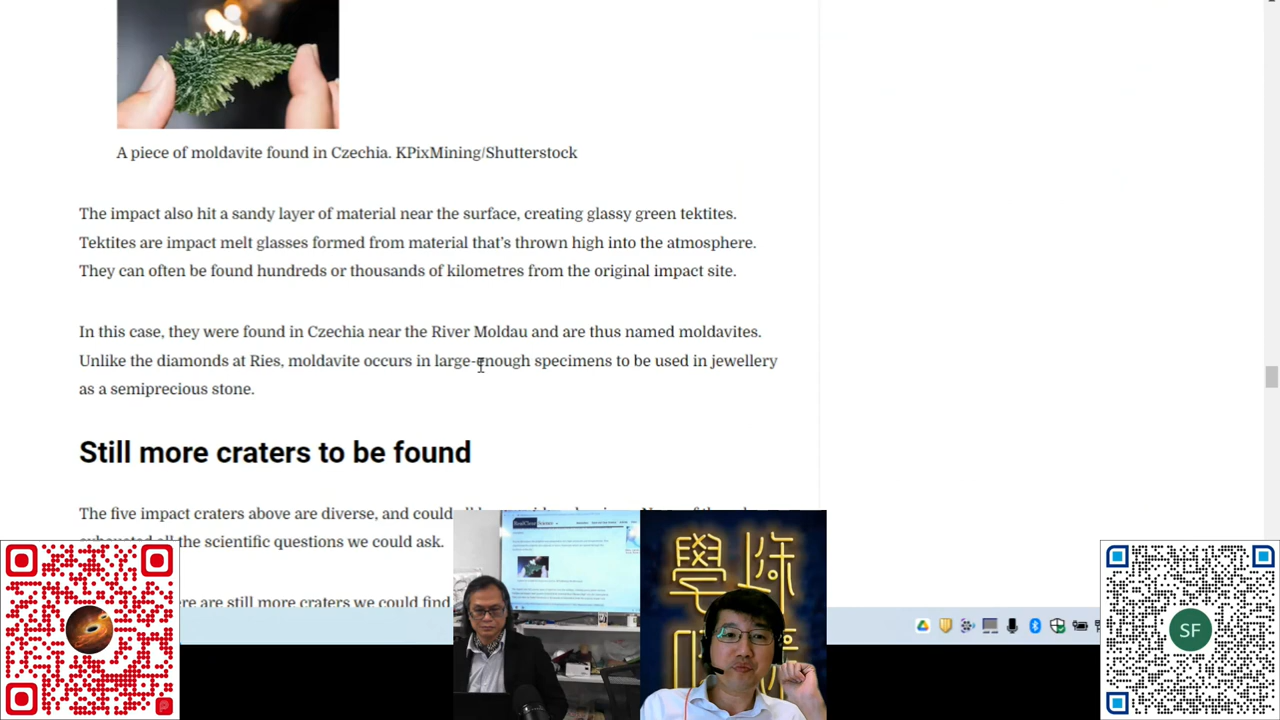 A piece of moldavite found in Czechia. KPixMining/Shutterstock
The impact also hit a sandy layer of material near the surface, creating glassy green tektites.
Tektites are impact melt glasses formed from material that’s thrown high into the atmosphere.
They can often be found hundreds or thousands of kilometres from the original impact site.
In this case, they were found in Czechia near the River Moldau and are thus named moldavites.
Unlike the diamonds at Ries, moldavite occurs in large-enough specimens to be used in jewellery
as a semiprecious stone.
Still more craters to be found
The five impact craters above are diverse, and could
all the scientific questions we could ask.
are still more craters we could find
學
SF